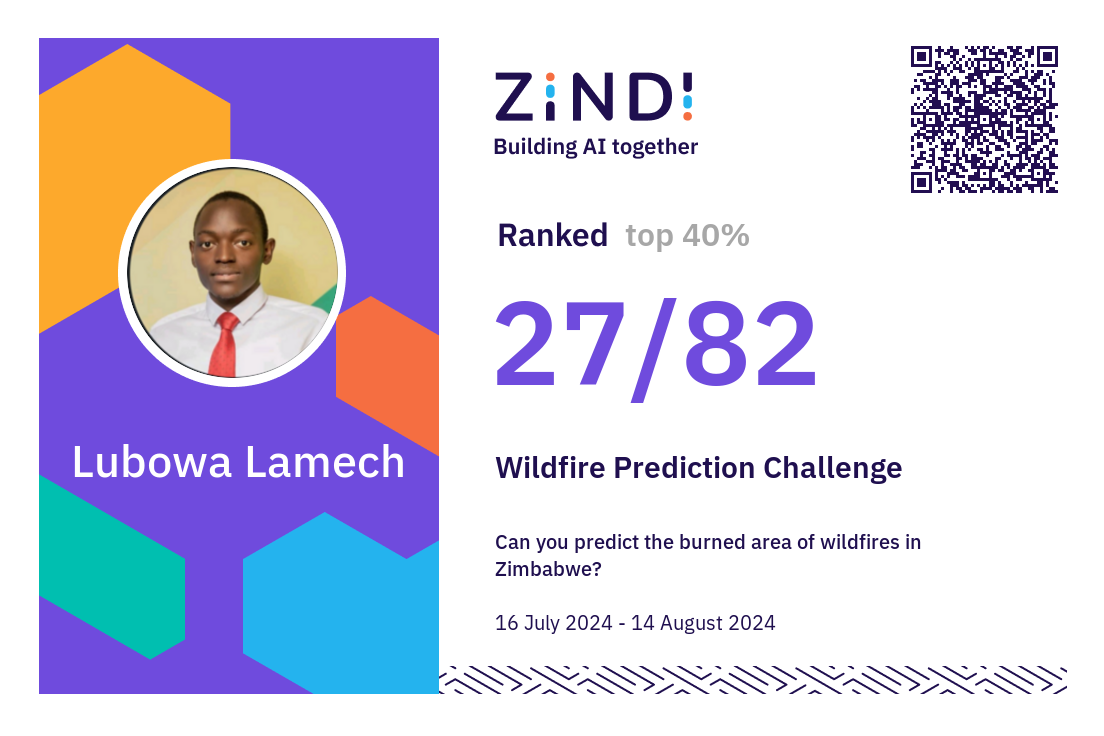 ZiND!
Building AI together
Ranked top 40%
27/82
Lubowa Lamech
Wildfire Prediction Challenge
Can you predict the burned area of wildfires in
Zimbabwe?
16 July 2024 - 14 August 2024